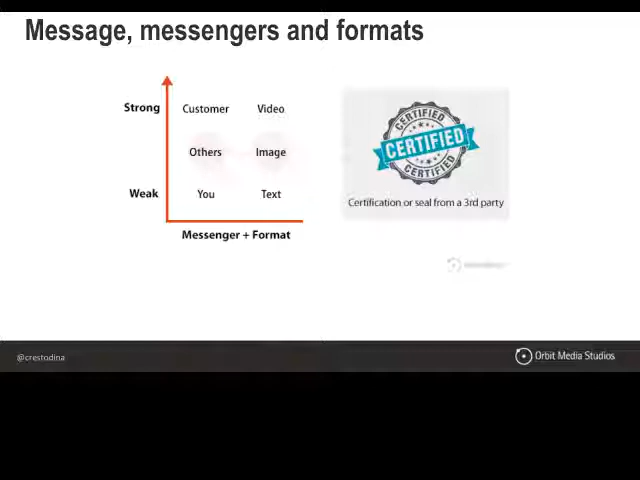 Message, messengers and formats
Strong
Customer
Video
CERTIFIED
CERTIFIED
CERTIFIED
Others
Image
Weak
You
Text
Certification or seal from a 3rd party
Messenger + Format
@crestodina
Orbit Media Studios